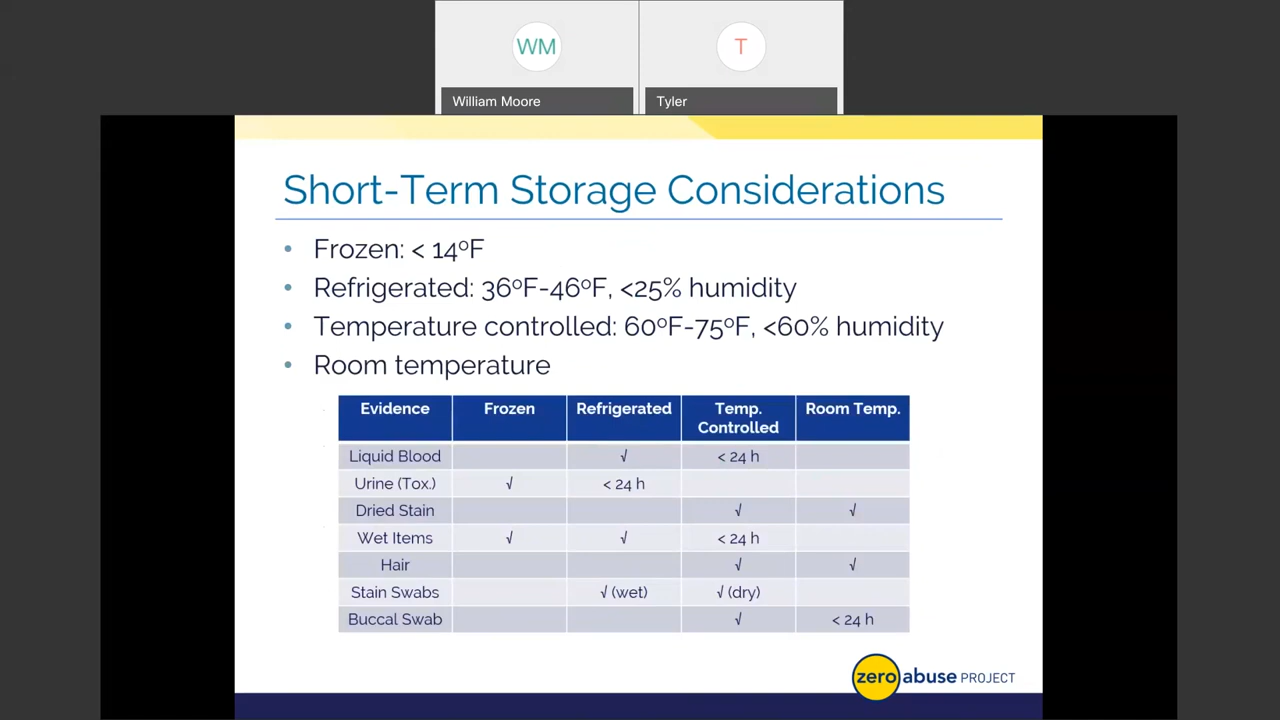 WM
T
William Moore
Tyler
Short-Term Storage Considerations
• Frozen: < 14ºF
• Refrigerated: 36ºF-46ºF, <25% humidity
• Temperature controlled: 60ºF-75ºF, <60% humidity
• Room temperature
Evidence Frozen Refrigerated Temp. Controlled Room Temp.
Liquid Blood √ < 24 h
Urine (Tox.) √ < 24 h
Dried Stain √ √
Wet Items √ √ < 24 h
Hair √ √
Stain Swabs √ (wet) √ (dry)
Buccal Swab √ < 24 h
zero abuse PROJECT